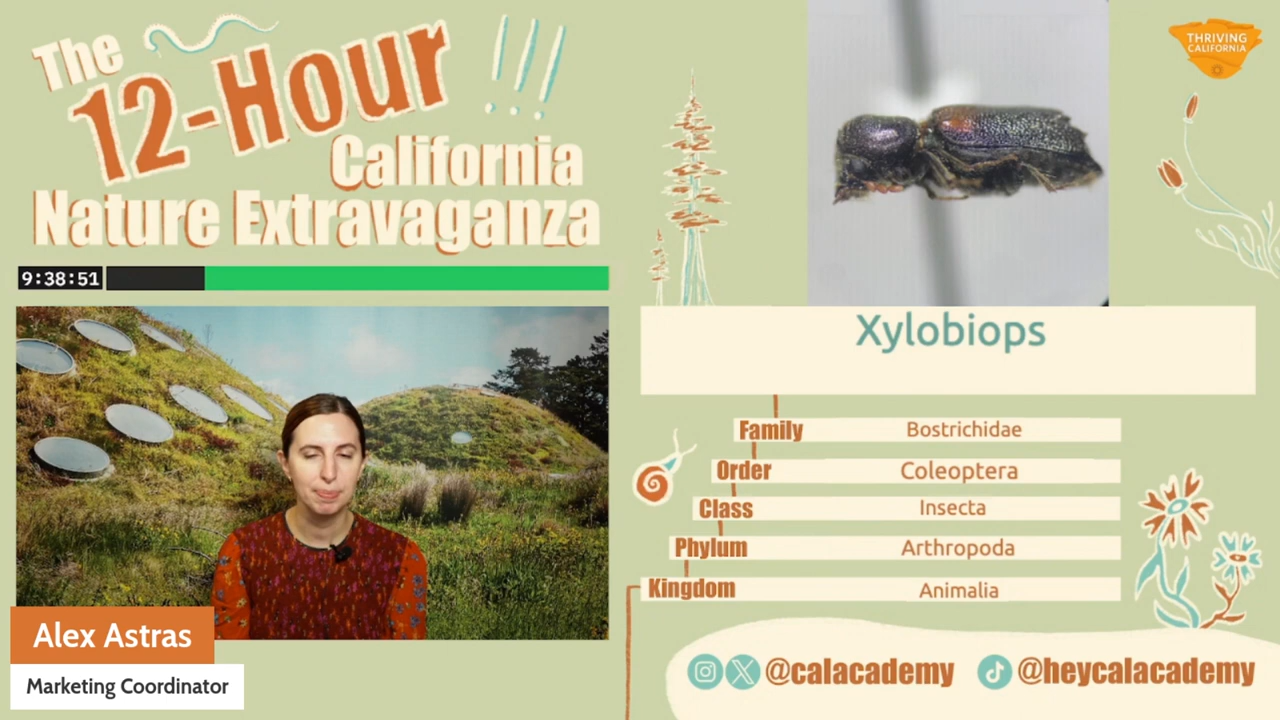 The
12-Hour
!!!
California
Nature Extravaganza
9:38:51
THRIVING
CALIFORNIA
Xylobiops
Family Bostrichidae
Order Coleoptera
Class Insecta
Phylum Arthropoda
Kingdom Animalia
Alex Astras
Marketing Coordinator
@calacademy @heycalacademy